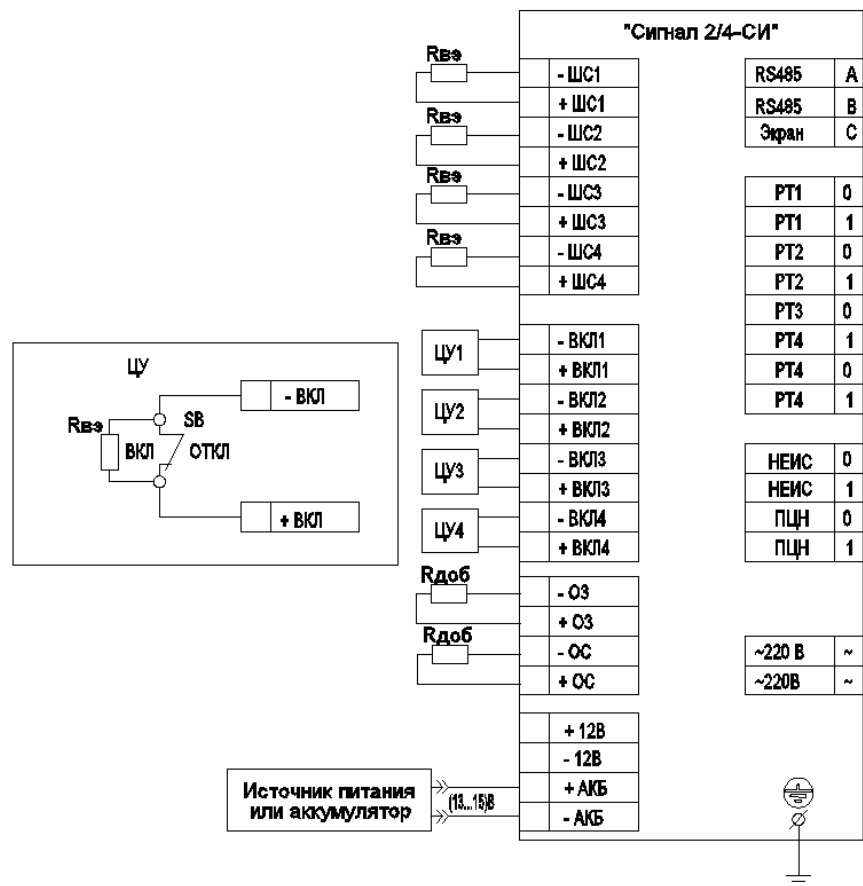 "Сигнал 2/4-СИ"
Rвэ
- ШС1
+ ШС1
Rвэ
- ШС2
+ ШС2
Rвэ
- ШС3
+ ШС3
Rвэ
- ШС4
+ ШС4
RS485 A
RS485 B
Экран C
РТ1 0
РТ1 1
РТ2 0
РТ2 1
РТ3 0
РТ4 1
РТ4 0
РТ4 1
ЦУ
- ВКЛ
Rвэ
SB
ВКЛ
ОТКЛ
+ ВКЛ
ЦУ1
- ВКЛ1
+ ВКЛ1
ЦУ2
- ВКЛ2
+ ВКЛ2
ЦУ3
- ВКЛ3
+ ВКЛ3
ЦУ4
- ВКЛ4
+ ВКЛ4
НЕИС 0
НЕИС 1
ПЦН 0
ПЦН 1
Rдоб
- ОЗ
+ ОЗ
Rдоб
- ОС
+ ОС
~220 В ~
~220В ~
+ 12В
- 12В
+ АКБ
- АКБ
Источник питания
или аккумулятор
(13...15)В